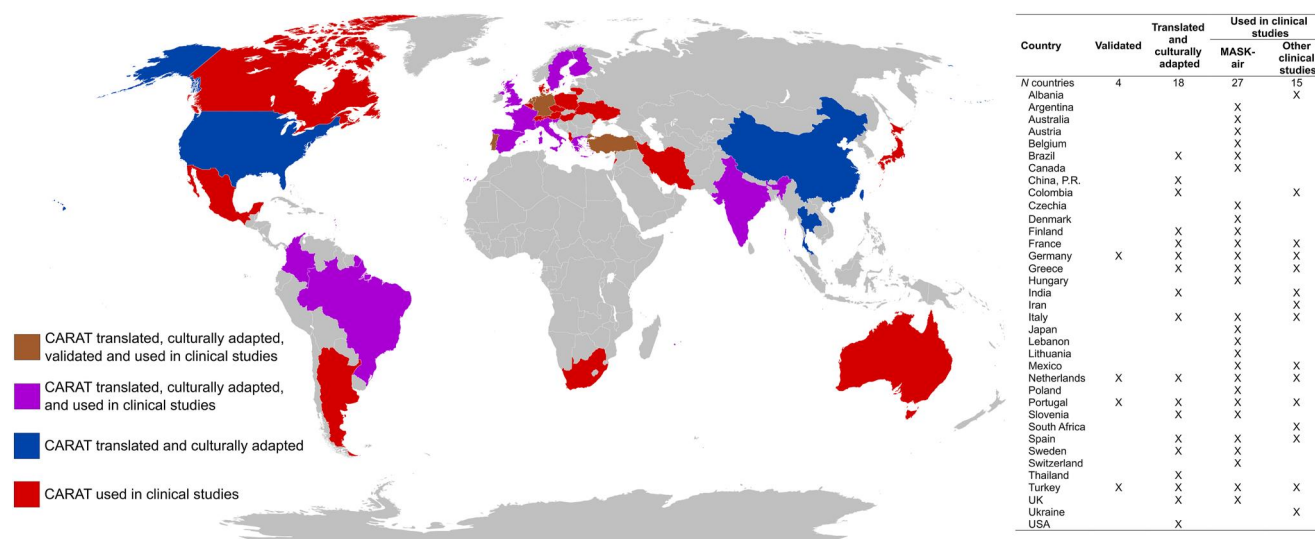 CARAT translated, culturally adapted,
validated and used in clinical studies
CARAT translated, culturally adapted,
and used in clinical studies
CARAT translated and culturally adapted
CARAT used in clinical studies
Country Validated Translated and culturally adapted Used in clinical studies
MASK-air Other clinical studies
N countries 4 18 27 15
Albania X
Argentina X
Australia X
Austria X
Belgium X
Brazil X X
Canada X
China, P.R. X
Colombia X X
Czechia X
Denmark X
Finland X X
France X X X
Germany X X X X
Greece X X X
Hungary X
India X X
Iran X
Italy X X X
Japan X
Lebanon X
Lithuania X
Mexico X X
Netherlands X X X X
Poland X
Portugal X X X X
Slovenia X X
South Africa X
Spain X X X
Sweden X X
Switzerland X
Thailand X
Turkey X X X X
UK X X
Ukraine X
USA X